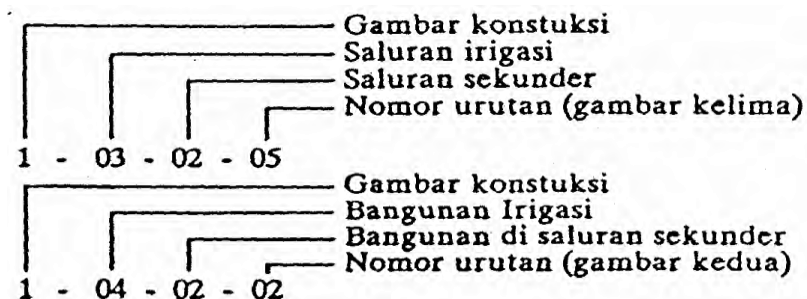 Gambar konstuksi
Saluran irigasi
Saluran sekunder
Nomor urutan (gambar kelima)
1 - 03 - 02 - 05
Gambar konstuksi
Bangunan Irigasi
Bangunan di saluran sekunder
Nomor urutan (gambar kedua)
1 - 04 - 02 - 02